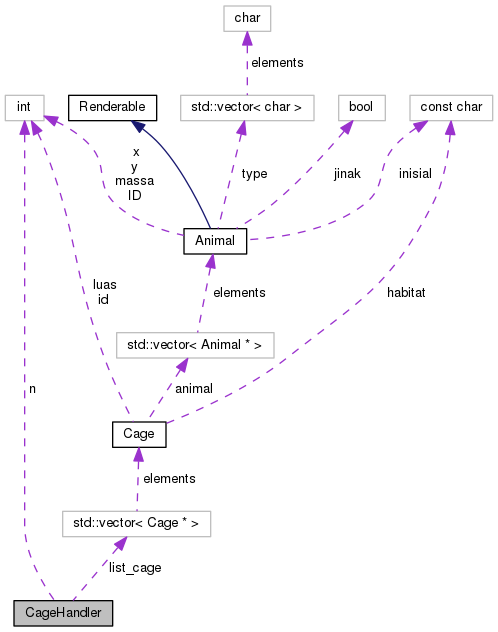 char
elements
int
Renderable
std::vector< char >
bool
const char
x
y
massa
ID
type
jinak
inisial
Animal
luas
id
elements
habitat
std::vector< Animal * >
n
animal
Cage
elements
std::vector< Cage * >
list_cage
CageHandler